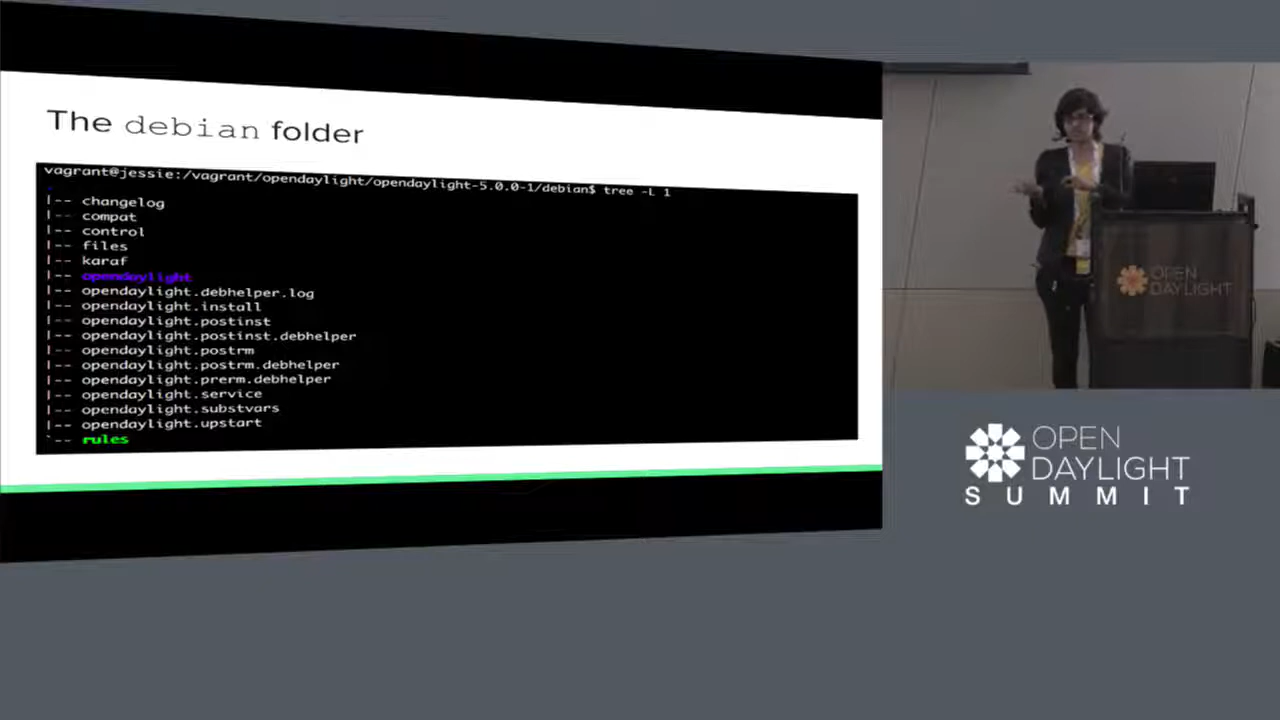 The debian folder
vagrant@jessie:/vagrant/opendaylight/opendaylight-5.0.0-1/debian$ tree -L 1
.
|-- changelog
|-- compat
|-- control
|-- files
|-- karaf
|-- opendaylight
|-- opendaylight.debhelper.log
|-- opendaylight.install
|-- opendaylight.postinst
|-- opendaylight.postinst.debhelper
|-- opendaylight.postrm
|-- opendaylight.postrm.debhelper
|-- opendaylight.prerm.debhelper
|-- opendaylight.service
|-- opendaylight.substvars
|-- opendaylight.upstart
`-- rules
OPEN
DAYLIGHT
OPEN
DAYLIGHT
SUMMIT